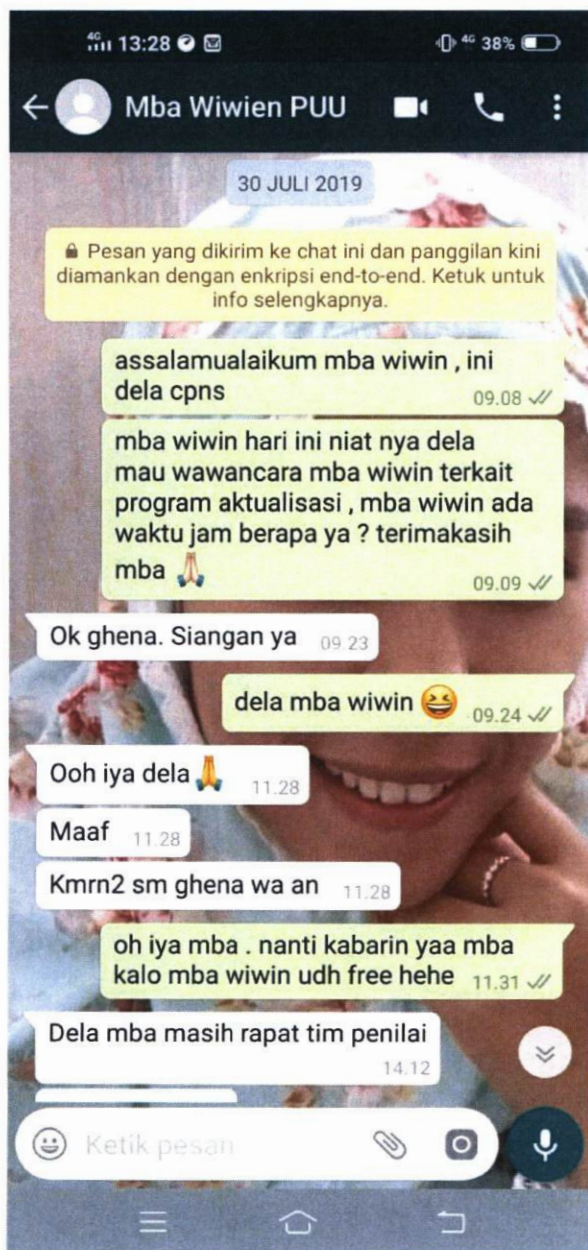 4G 13:28 4G 38%
Mba Wiwien PUU
30 JULI 2019
Pesan yang dikirim ke chat ini dan panggilan kini
diamankan dengan enkripsi end-to-end. Ketuk untuk
info selengkapnya.
assalamualaikum mba wiwin , ini
dela cpns
09.08
mba wiwin hari ini niat nya dela
mau wawancara mba wiwin terkait
program aktualisasi , mba wiwin ada
waktu jam berapa ya ? terimakasih
mba 🙏
09.09
Ok ghena. Siangan ya 09.23
dela mba wiwin 😆 09.24
Ooh iya dela 🙏 11.28
Maaf 11.28
Kmrn2 sm ghena wa an 11.28
oh iya mba . nanti kabarin yaa mba
kalo mba wiwin udh free hehe 11.31
Dela mba masih rapat tim penilai
14.12
Ketik pesan